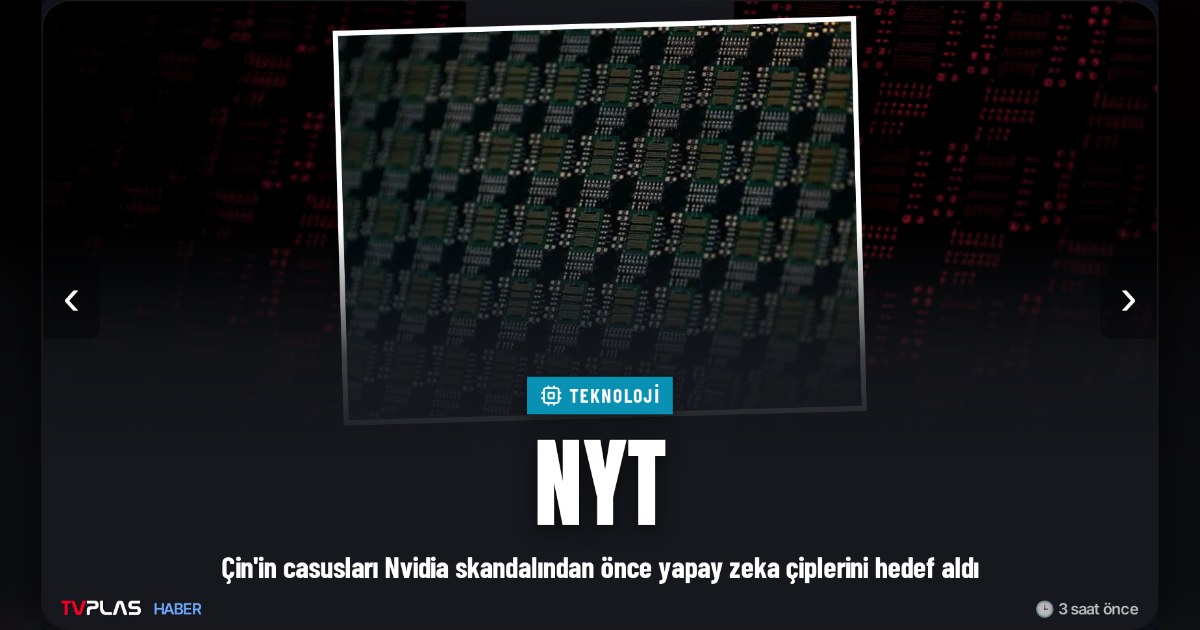 TEKNOLOJİ
NYT
Çin'in casusları Nvidia skandalından önce yapay zeka çiplerini hedef aldı
TVPLAS HABER
3 saat önce